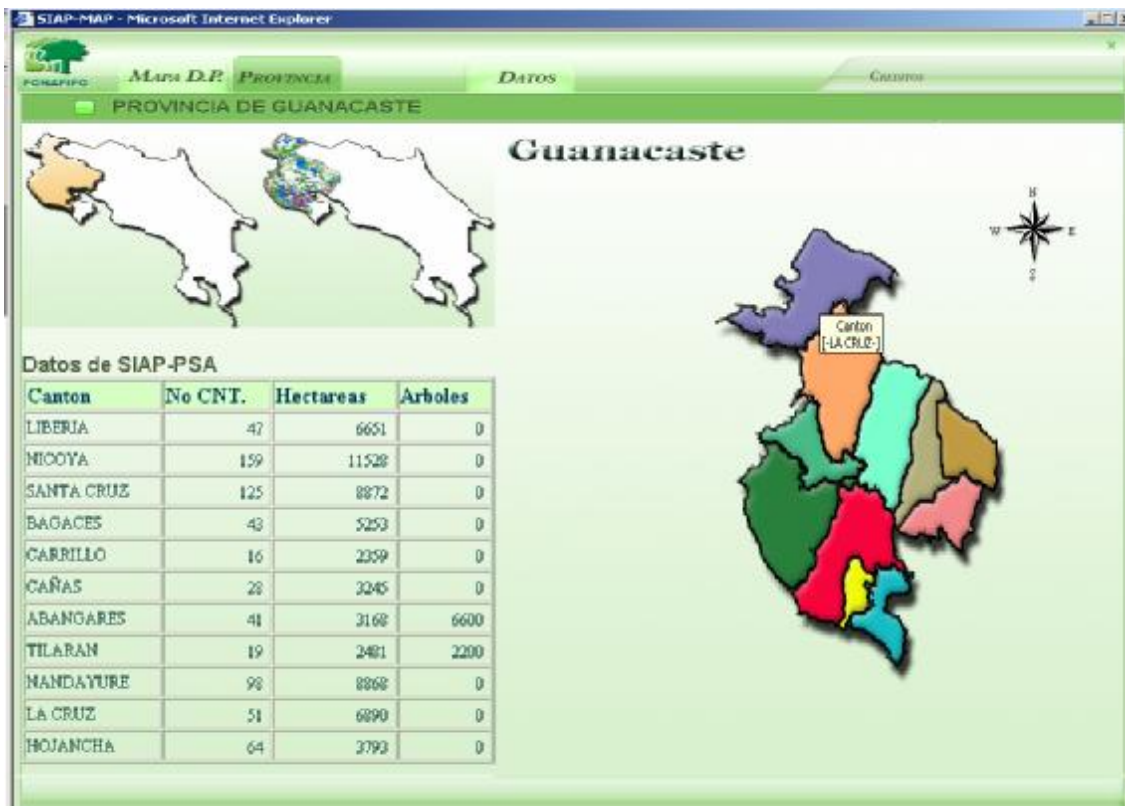 SIAP-MAP - Microsoft Internet Explorer
FONAFIFO
MAPA D.P. PROVINCIA DATOS
PROVINCIA DE GUANACASTE
Guanacaste
N
W E
S
Canton
[-LA CRUZ-]
Datos de SIAP-PSA
Canton No CNT. Hectareas Arboles
LIBERIA 47 6651 0
NICOYA 159 11528 0
SANTA CRUZ 125 8872 0
BAGACES 43 5253 0
CARRILLO 16 2359 0
CAÑAS 28 3245 0
ABANGARES 41 3168 6600
TILARAN 19 2481 2200
NANDAYURE 98 8868 0
LA CRUZ 51 6890 0
HOJANCHA 64 3793 0